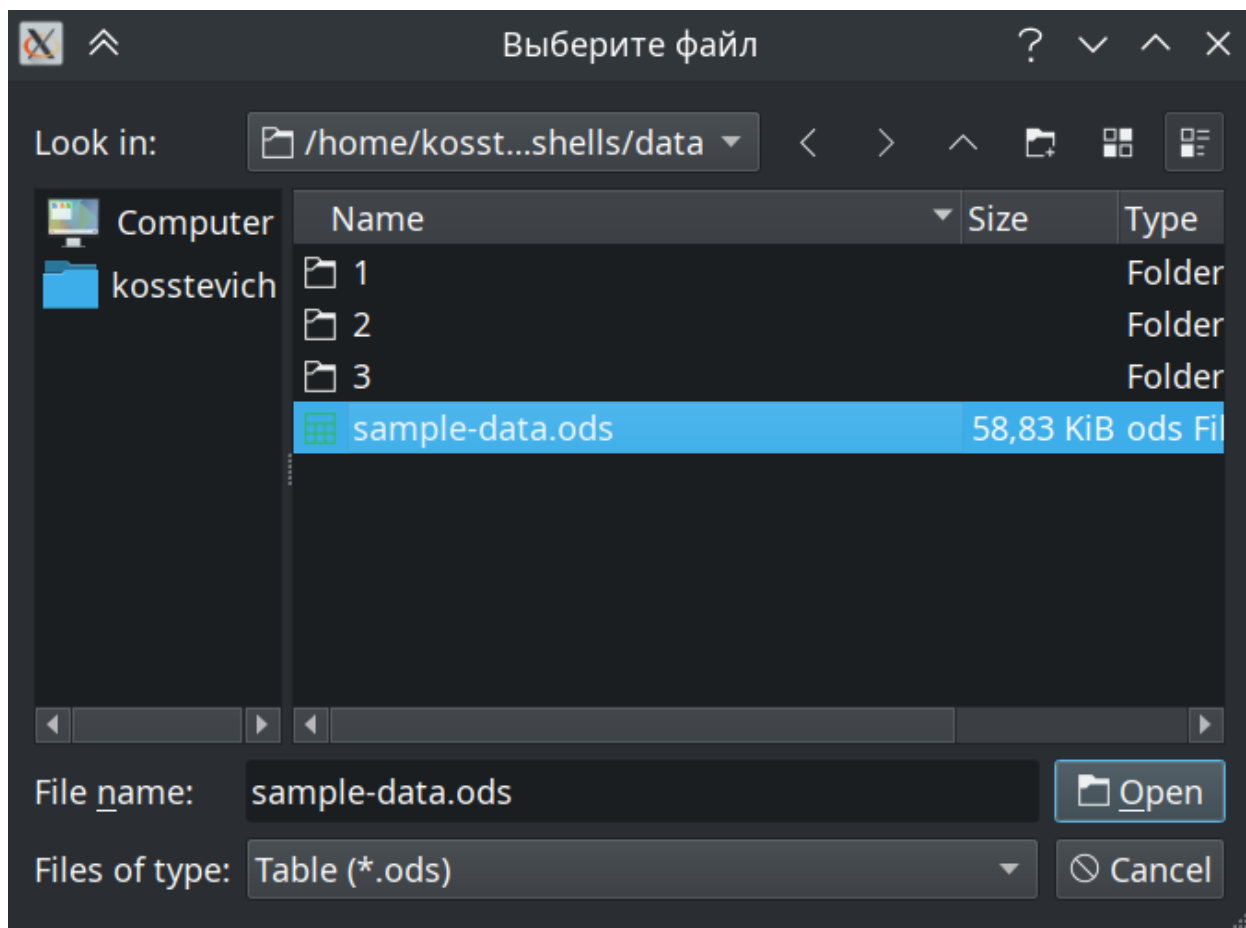 Выберите файл
Look in: /home/kosst...shells/data
Computer
kosstevich
Name Size Type
1 Folder
2 Folder
3 Folder
sample-data.ods 58,83 KiB ods Fil
File name: sample-data.ods Open
Files of type: Table (*.ods) Cancel